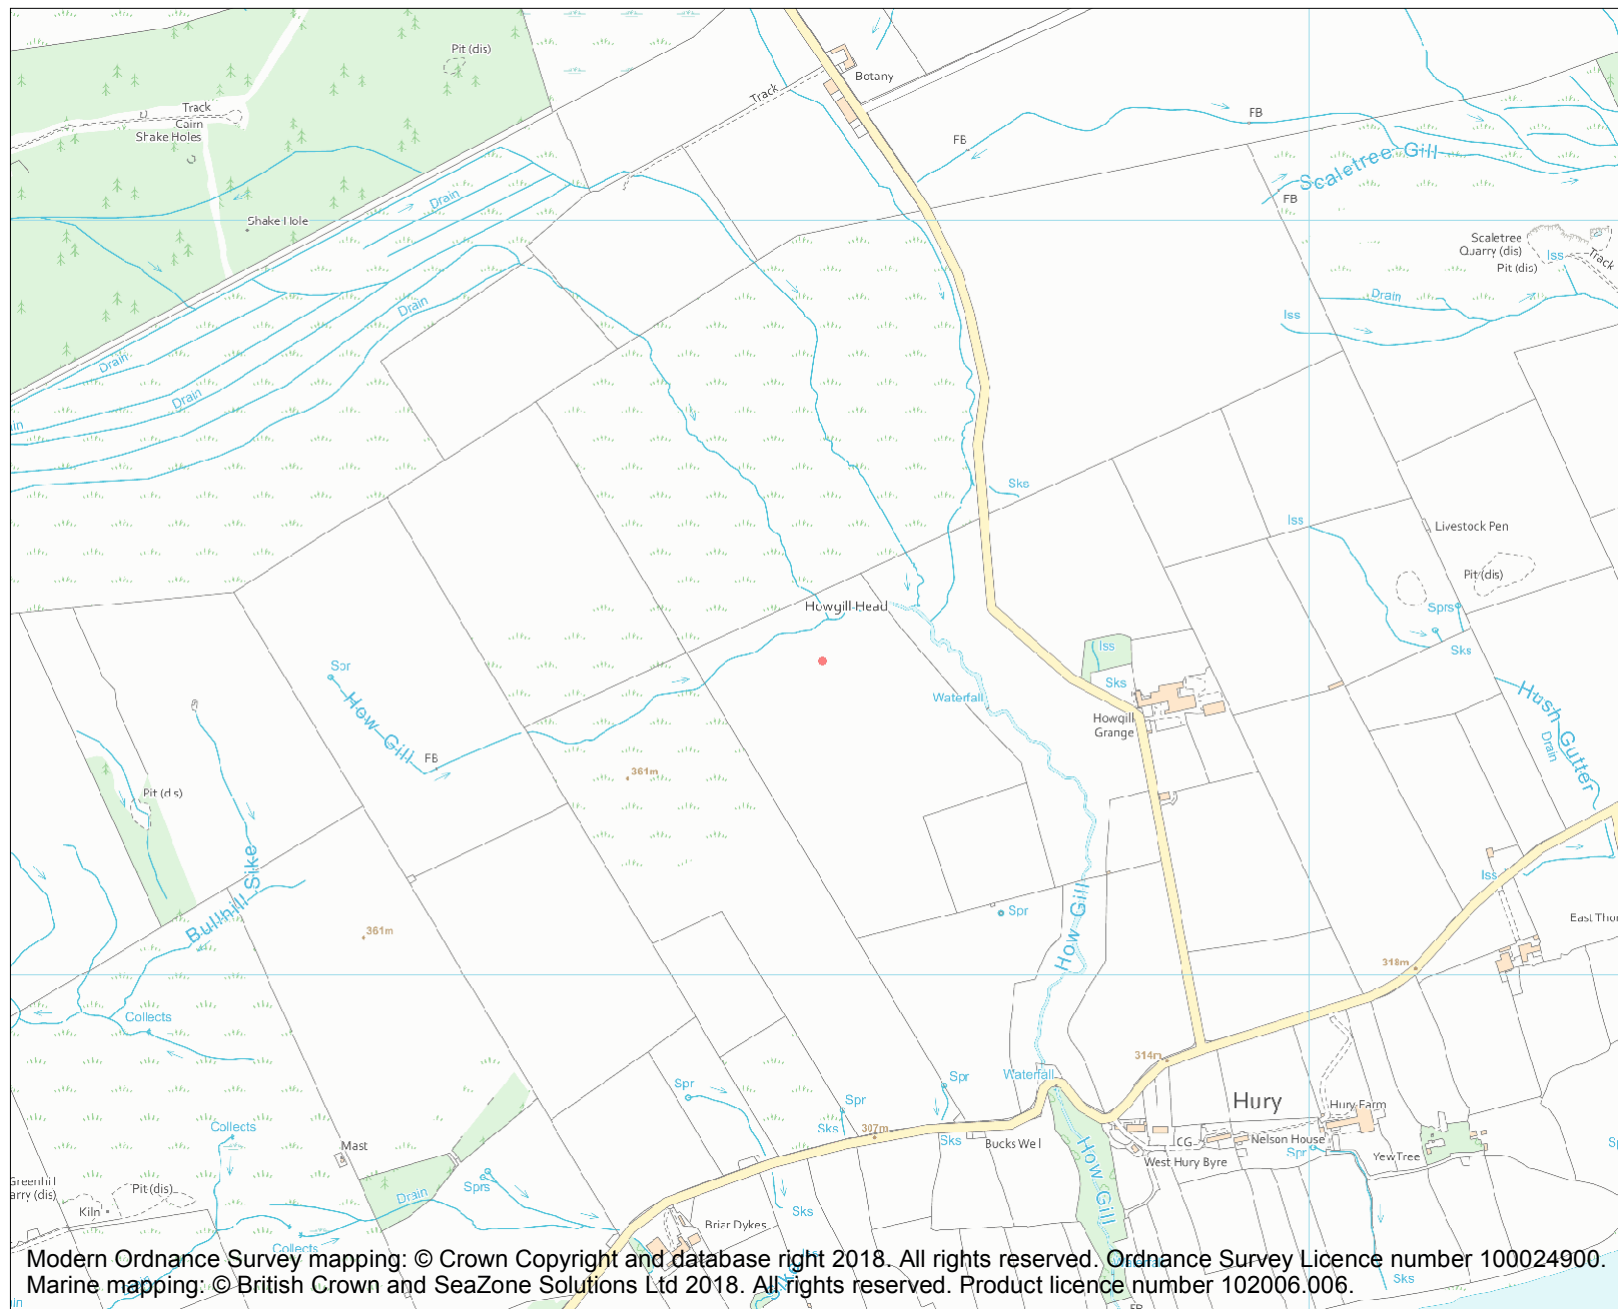 Pit (dis)
Botany
Track
Track
Cairn
Shake Holes
FB
FB
Scaletree Gill
FB
Drain
Shake Hole
Scaletree
Quarry (dis)
Pit (dis)
Iss
Track
Drain
Drain
Iss
Drain
Drain
Sks
Iss
Livestock Pen
Pit (dis)
Howgill Head
Sprs
Iss
Sks
Spr
Sks
How Gill
Waterfall
Howgill
Grange
Hush Gutter
Drain
FB
361m
Pit (dis)
Bullhill Sike
Iss
Spr
How Gill
361m
East Thor
318m
Collects
314m
Waterfall
Spr
Spr
Spr
Hury
Hury Farm
Collects
Sks
307m
Sks
Bucks Well
CG
Nelson House
Spr
Yew Tree
West Hury Byre
Mast
How Gill
Greenhill
arry (dis)
Pit (dis)
Kiln
Drain
Sprs
Sks
Briar Dykes
Collects
Modern Ordnance Survey mapping: © Crown Copyright and database right 2018. All rights reserved. Ordnance Survey Licence number 100024900.
Marine mapping: © British Crown and SeaZone Solutions Ltd 2018. All rights reserved. Product licence number 102006.006.
Sks
FB